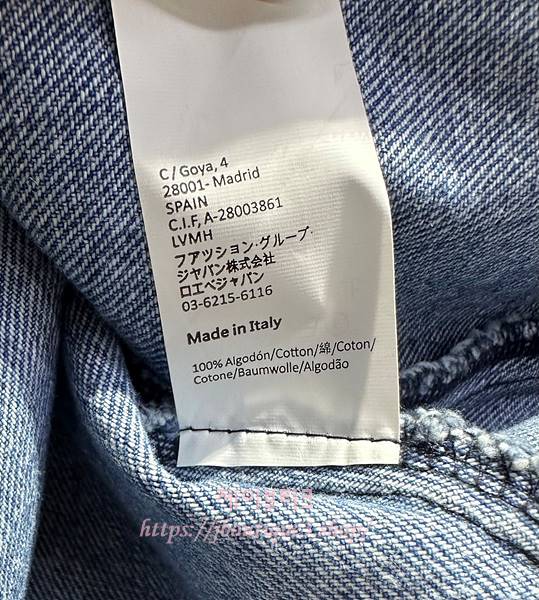 C / Goya, 4
28001- Madrid
SPAIN
C.I.F, A-28003861
LVMH
フアツション·グループ·
ジャパン株式会社
ロエベジャパン
03-6215-6116
Made in Italy
100% Algodón/Cotton/綿/Coton/
Cotone/Baumwolle/Algodão